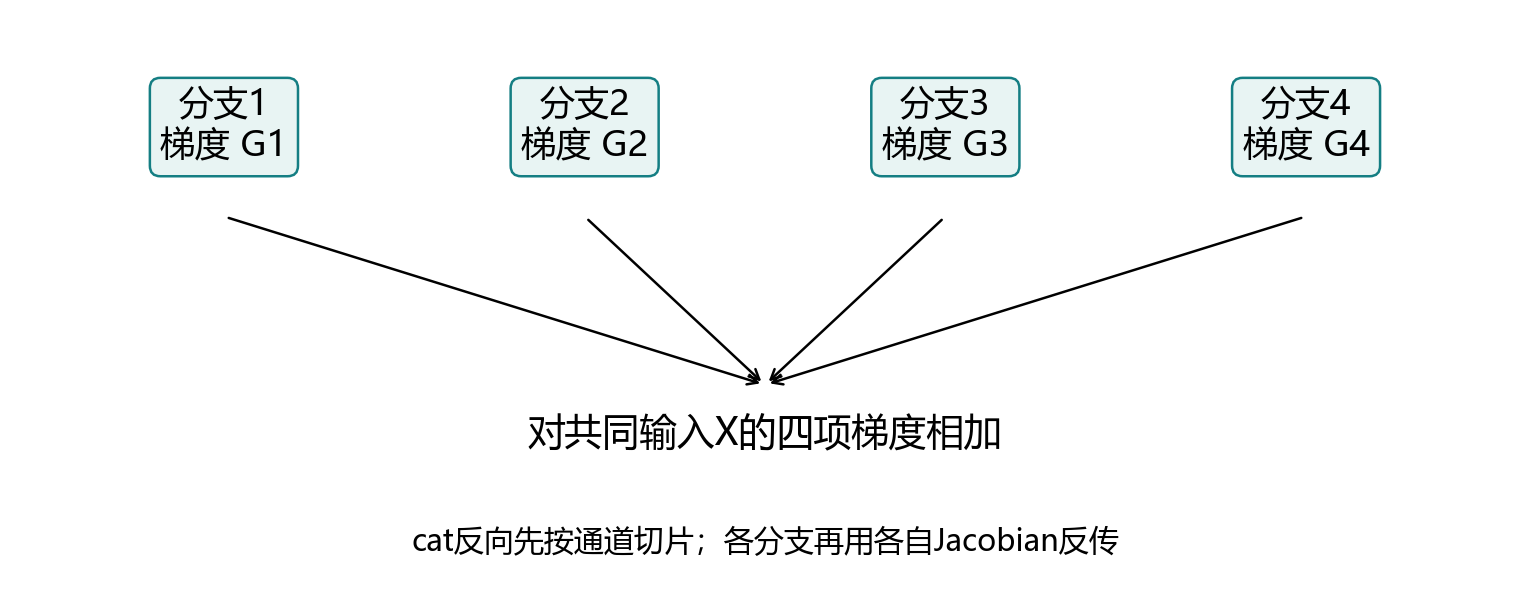 分支1
梯度 G1
分支2
梯度 G2
分支3
梯度 G3
分支4
梯度 G4
对共同输入X的四项梯度相加
cat反向先按通道切片；各分支再用各自Jacobian反传